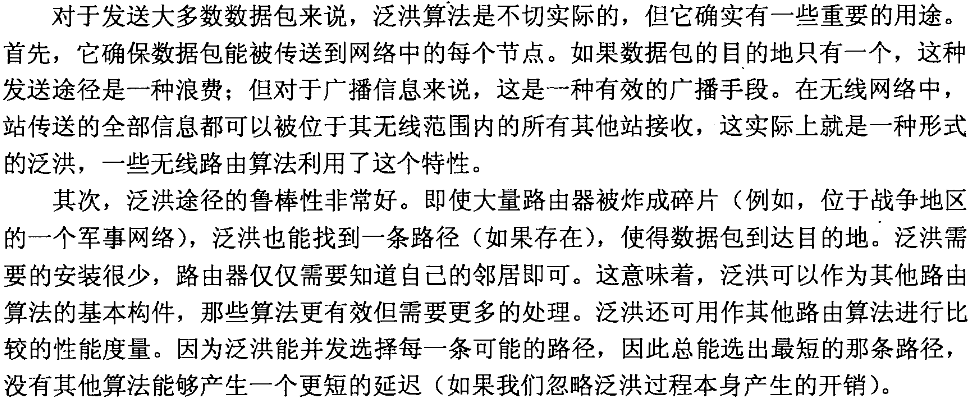 对于发送大多数数据包来说，泛洪算法是不切实际的，但它确实有一些重要的用途。
首先，它确保数据包能被传送到网络中的每个节点。如果数据包的目的地只有一个，这种
发送途径是一种浪费；但对于广播信息来说，这是一种有效的广播手段。在无线网络中，
站传送的全部信息都可以被位于其无线范围内的所有其他站接收，这实际上就是一种形式
的泛洪，一些无线路由算法利用了这个特性。
其次，泛洪途径的鲁棒性非常好。即使大量路由器被炸成碎片（例如，位于战争地区
的一个军事网络），泛洪也能找到一条路径（如果存在），使得数据包到达目的地。泛洪需
要的安装很少，路由器仅仅需要知道自己的邻居即可。这意味着，泛洪可以作为其他路由
算法的基本构件，那些算法更有效但需要更多的处理。泛洪还可用作其他路由算法进行比
较的性能度量。因为泛洪能并发选择每一条可能的路径，因此总能选出最短的那条路径，
没有其他算法能够产生一个更短的延迟（如果我们忽略泛洪过程本身产生的开销）。